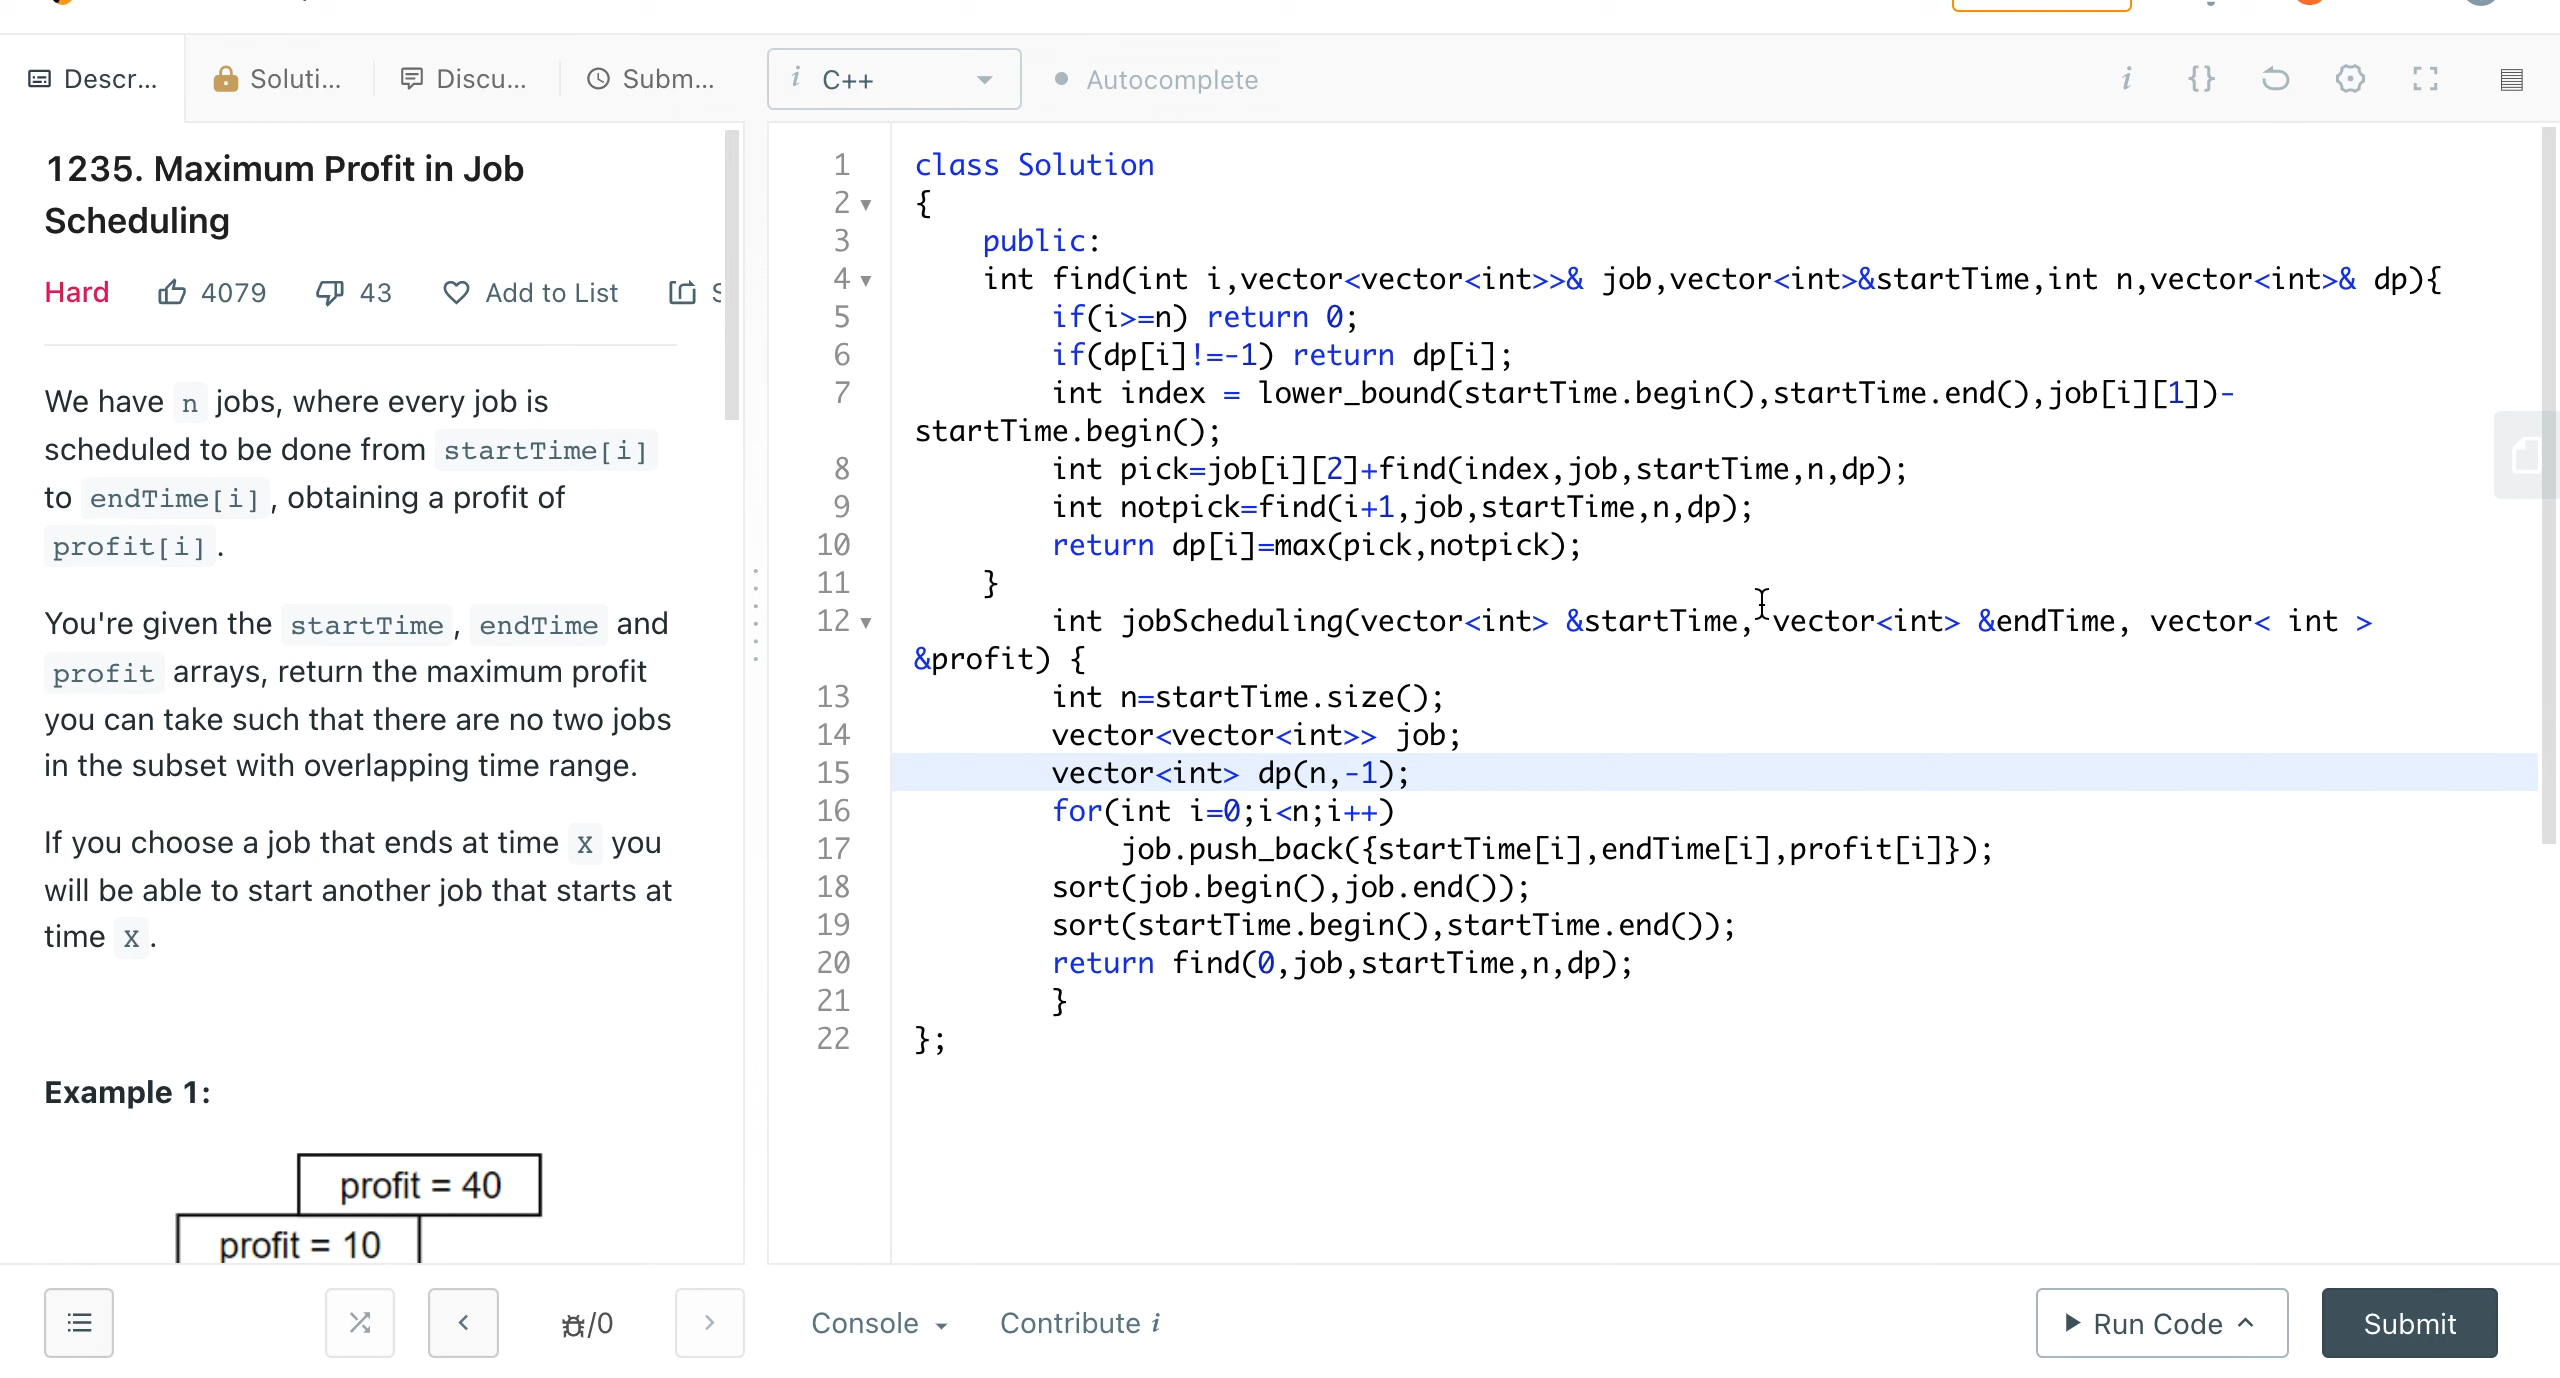 Descr...
Soluti...
Discu...
Subm...
i C++
Autocomplete
i {}
1235. Maximum Profit in Job
Scheduling
Hard 4079 43 Add to List
We have n jobs, where every job is
scheduled to be done from startTime[i]
to endTime[i], obtaining a profit of
profit[i].
You're given the startTime, endTime and
profit arrays, return the maximum profit
you can take such that there are no two jobs
in the subset with overlapping time range.
If you choose a job that ends at time X you
will be able to start another job that starts at
time X.
Example 1:
profit = 40
profit = 10
1 class Solution
2 {
3 public:
4 int find(int i,vector<vector<int>>& job,vector<int>&startTime,int n,vector<int>& dp){
5 if(i>=n) return 0;
6 if(dp[i]!=-1) return dp[i];
7 int index = lower_bound(startTime.begin(),startTime.end(),job[i][1])-
startTime.begin();
8 int pick=job[i][2]+find(index,job,startTime,n,dp);
9 int notpick=find(i+1,job,startTime,n,dp);
10 return dp[i]=max(pick,notpick);
11 }
12 int jobScheduling(vector<int> &startTime, vector<int> &endTime, vector< int >
&profit) {
13 int n=startTime.size();
14 vector<vector<int>> job;
15 vector<int> dp(n,-1);
16 for(int i=0;i<n;i++)
17 job.push_back({startTime[i],endTime[i],profit[i]});
18 sort(job.begin(),job.end());
19 sort(startTime.begin(),startTime.end());
20 return find(0,job,startTime,n,dp);
21 }
22 };
/0
Console
Contribute i
Run Code
Submit